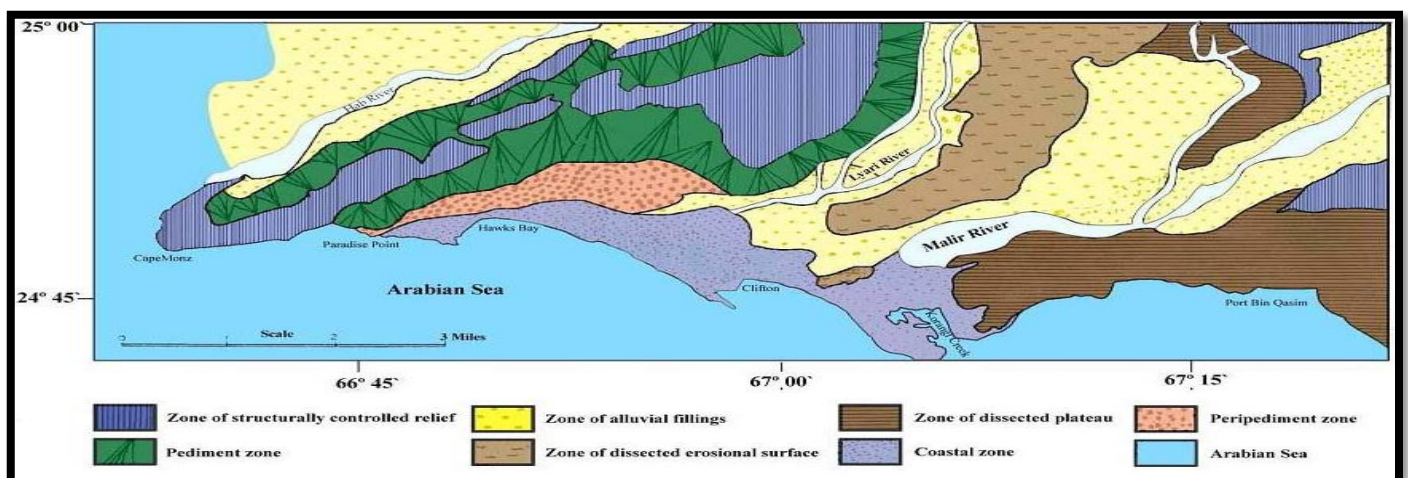 25° 00`
Hab River
Lyari River
Malir River
CapeMonz
Paradise Point
Hawks Bay
Arabian Sea
Clifton
Korangi Creek
Port Bin Qasim
24° 45`
Scale
0 1 2 3 Miles
66° 45` 67° 00` 67° 15`
Zone of structurally controlled relief Zone of alluvial fillings Zone of dissected plateau Peripediment zone
Pediment zone Zone of dissected erosional surface Coastal zone Arabian Sea